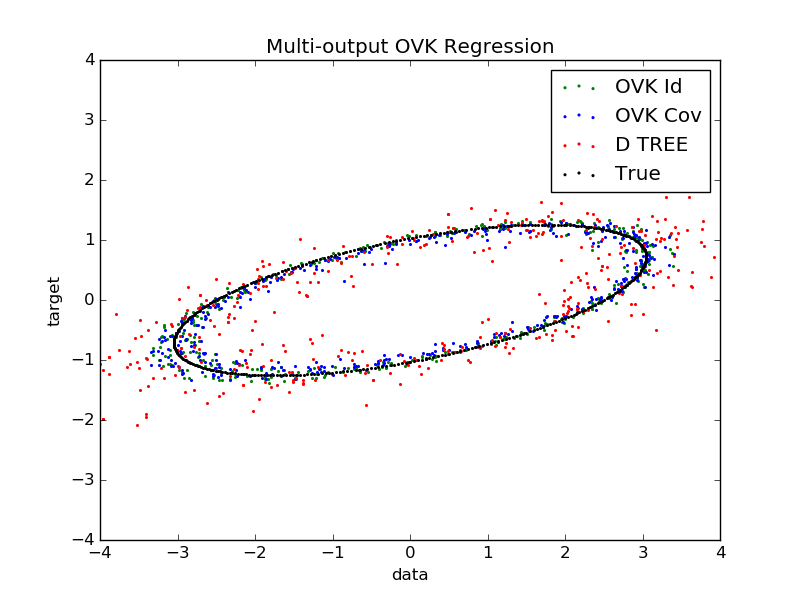 Multi-output OVK Regression
OVK Id
OVK Cov
D TREE
True
4
3
2
1
0
−1
−2
−3
−4
target
−4 −3 −2 −1 0 1 2 3 4
data